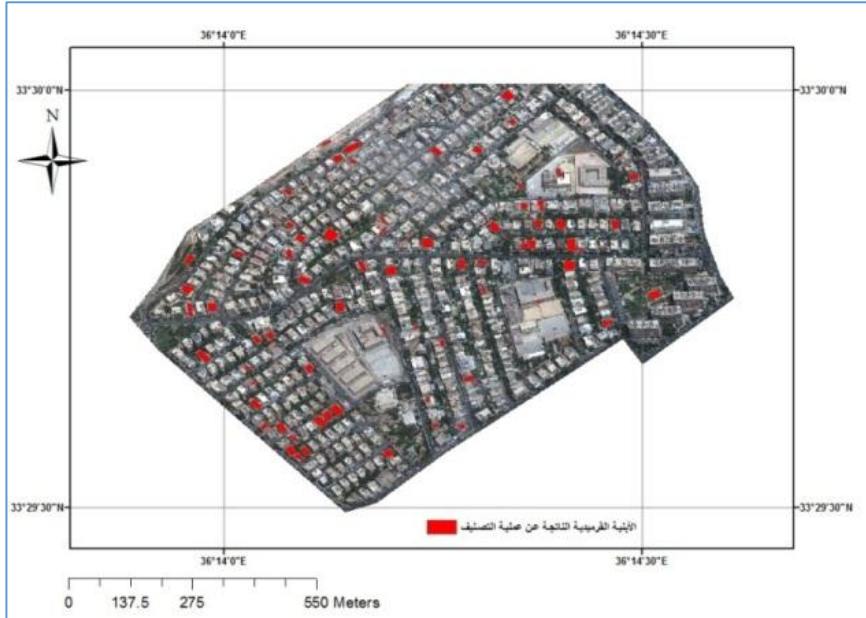 36°14'0"E 36°14'30"E
33°30'0"N 33°30'0"N
N
33°29'30"N 33°29'30"N
الأبنية القرميدية الناتجة عن عملية التصنيف
36°14'0"E 36°14'30"E
0 137.5 275 550 Meters